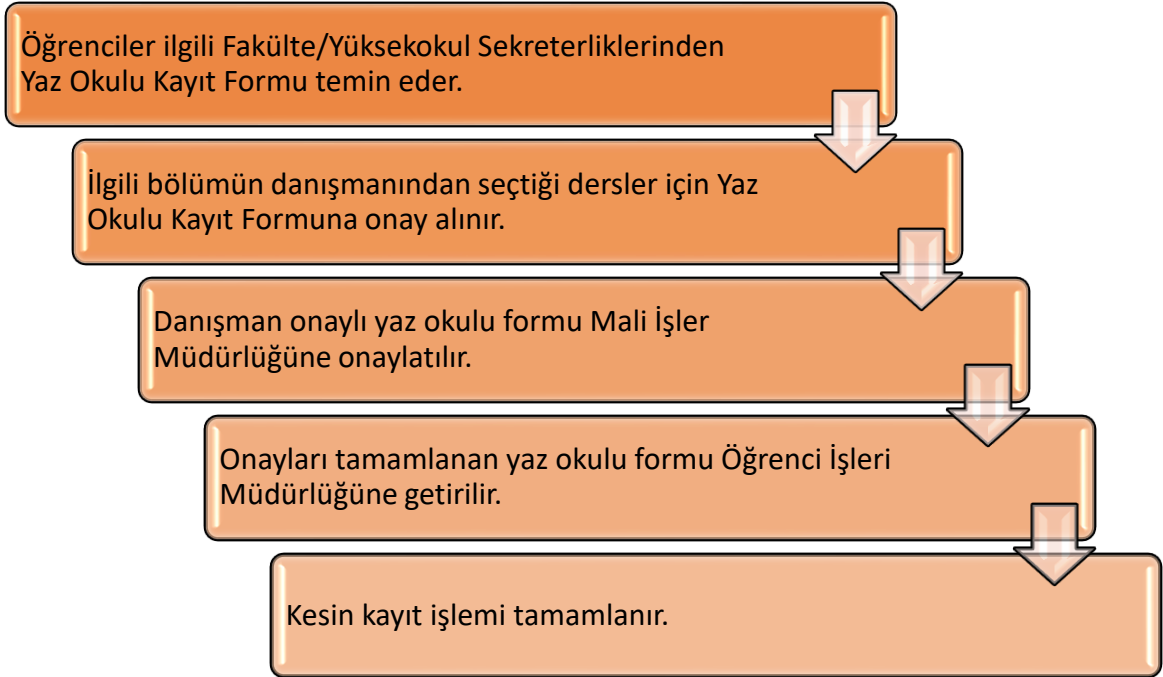 Öğrenciler ilgili Fakülte/Yüksekokul Sekreterliklerinden
Yaz Okulu Kayıt Formu temin eder.
İlgili bölümün danışmanından seçtiği dersler için Yaz
Okulu Kayıt Formuna onay alınır.
Danışman onaylı yaz okulu formu Mali İşler
Müdürlüğüne onaylatılır.
Onayları tamamlanan yaz okulu formu Öğrenci İşleri
Müdürlüğüne getirilir.
Kesin kayıt işlemi tamamlanır.